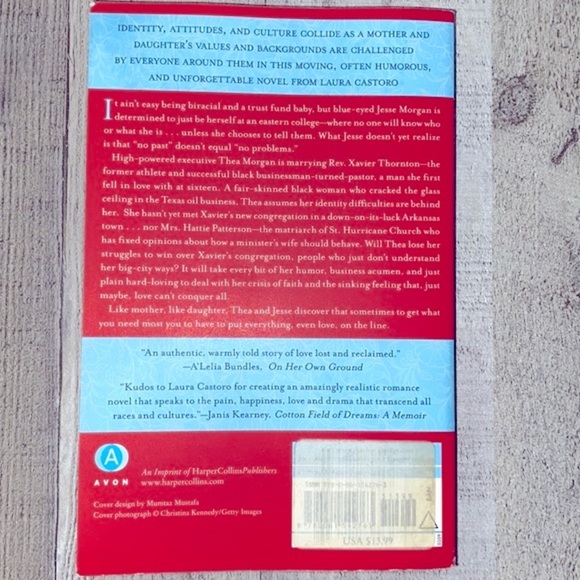 IDENTITY, ATTITUDES, AND CULTURE COLLIDE AS A MOTHER AND
DAUGHTER'S VALUES AND BACKGROUNDS ARE CHALLENGED
BY EVERYONE AROUND THEM IN THIS MOVING, OFTEN HUMOROUS,
AND UNFORGETTABLE NOVEL FROM LAURA CASTORO
It ain't easy being biracial and a trust fund baby, but blue-eyed Jesse Morgan is
determined to just be herself at an eastern college—where no one will know who
or what she is . . . unless she chooses to tell them. What Jesse doesn't yet realize
is that "no past" doesn't equal "no problems."
High-powered executive Thea Morgan is marrying Rev. Xavier Thornton—the
former athlete and successful black businessman-turned-pastor, a man she first
fell in love with at sixteen. A fair-skinned black woman who cracked the glass
ceiling in the Texas oil business, Thea assumes her identity difficulties are behind
her. She hasn't yet met Xavier's new congregation in a down-on-its-luck Arkansas
town . . . nor Mrs. Hattie Patterson—the matriarch of St. Hurricane Church who
has fixed opinions about how a minister's wife should behave. Will Thea lose her
struggles to win over Xavier's congregation, people who just don't understand
her big-city ways? It will take every bit of her humor, business acumen, and just
plain hard-loving to deal with her crisis of faith and the sinking feeling that, just
maybe, love can't conquer all.
Like mother, like daughter, Thea and Jesse discover that sometimes to get what
you need most you to have to put everything, even love, on the line.
"An authentic, warmly told story of love lost and reclaimed."
—A'Lelia Bundles, On Her Own Ground
"Kudos to Laura Castoro for creating an amazingly realistic romance
novel that speaks to the pain, happiness, love and drama that transcend all
races and cultures."—Janis Kearney, Cotton Field of Dreams: A Memoir
A
AVON
An Imprint of HarperCollinsPublishers
www.harpercollins.com
Cover design by Mumtaz Mustafa
Cover photograph © Christina Kennedy/Getty Images
USA $13.99